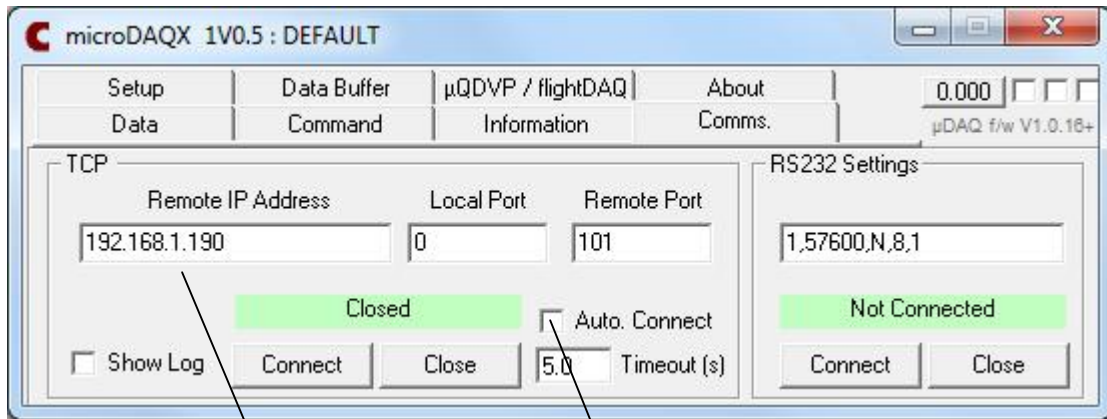 microDAQX 1V0.5 : DEFAULT
Setup Data Buffer µQDVP / flightDAQ About 0.000
Data Command Information Comms. µDAQ f/w V1.0.16+
TCP RS232 Settings
Remote IP Address Local Port Remote Port
192.168.1.190 0 101 1,57600,N,8,1
Closed Auto. Connect Not Connected
Show Log Connect Close 5.0 Timeout (s) Connect Close